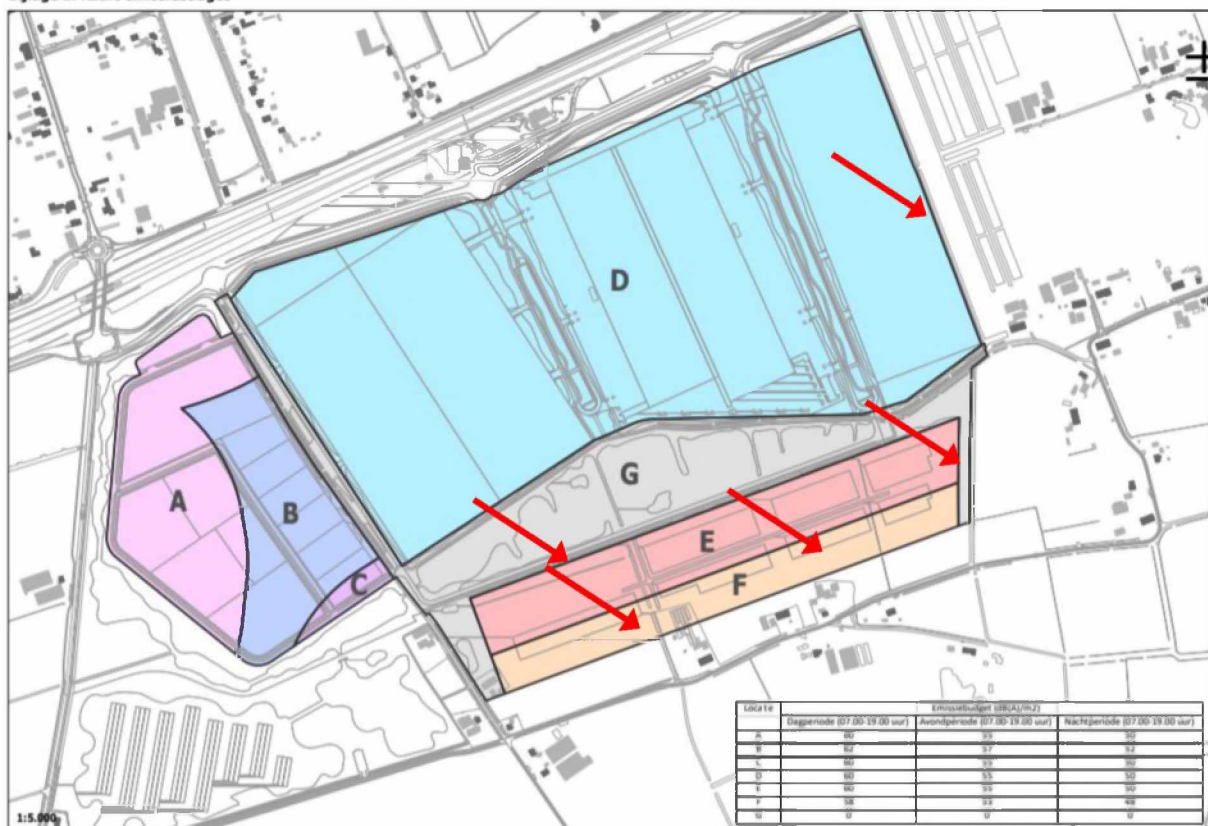 D
G
A
B
E
C
F
Locatie Emissiebudget (dB(A)/m2)
Dagperiode (07.00-19.00 uur) Avondperiode (07.00-19.00 uur) Nachtperiode (07.00-19.00 uur)
A 60 55 50
B 62 57 52
C 60 55 50
D 60 55 50
E 60 55 50
F 58 53 48
G 0 0 0
1:5.000